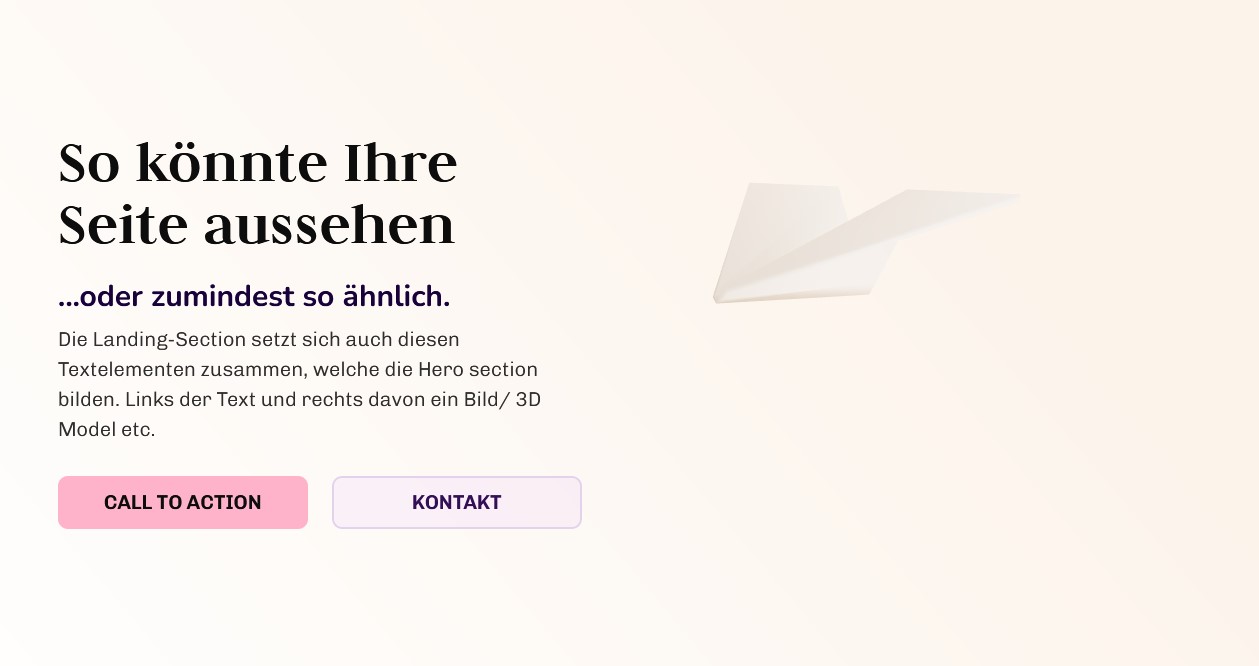 So könnte Ihre
Seite aussehen
...oder zumindest so ähnlich.
Die Landing-Section setzt sich auch diesen
Textelementen zusammen, welche die Hero section
bilden. Links der Text und rechts davon ein Bild/ 3D
Model etc.
CALL TO ACTION
KONTAKT